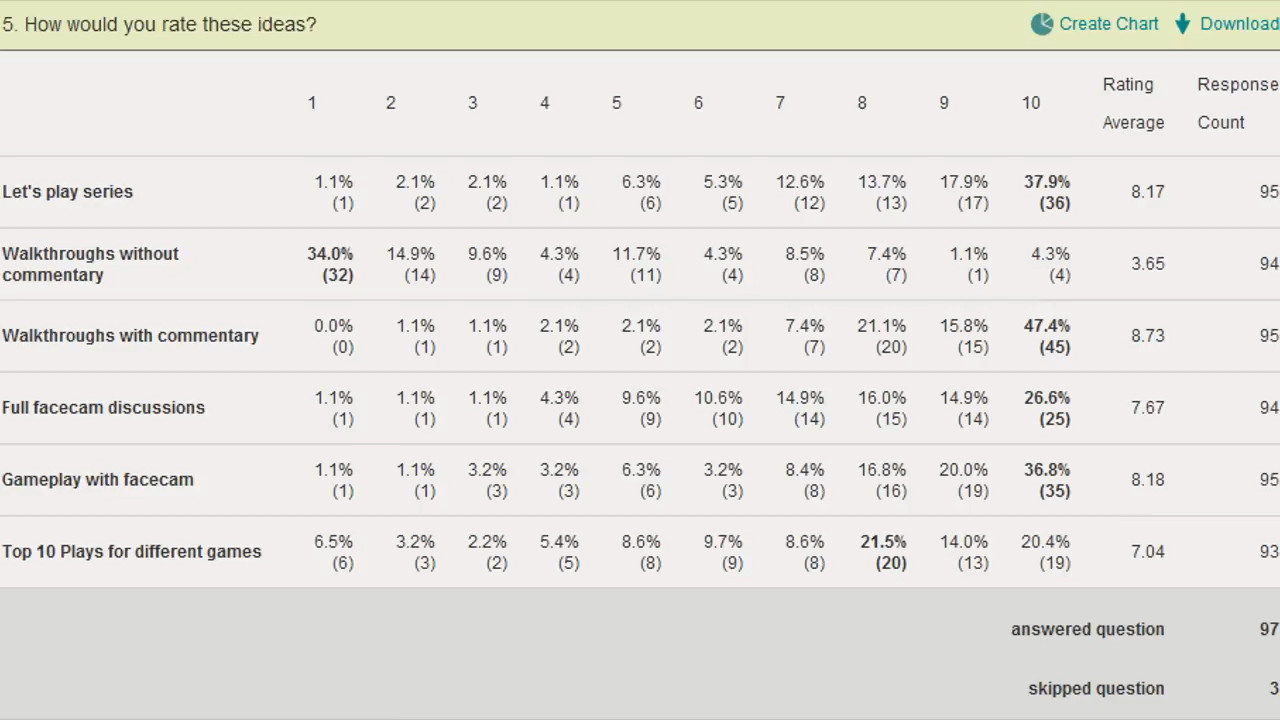 5. How would you rate these ideas? Create Chart Download
1 2 3 4 5 6 7 8 9 10 Rating Average Response Count
Let's play series 1.1% (1) 2.1% (2) 2.1% (2) 1.1% (1) 6.3% (6) 5.3% (5) 12.6% (12) 13.7% (13) 17.9% (17) 37.9% (36) 8.17 95
Walkthroughs without commentary 34.0% (32) 14.9% (14) 9.6% (9) 4.3% (4) 11.7% (11) 4.3% (4) 8.5% (8) 7.4% (7) 1.1% (1) 4.3% (4) 3.65 94
Walkthroughs with commentary 0.0% (0) 1.1% (1) 1.1% (1) 2.1% (2) 2.1% (2) 2.1% (2) 7.4% (7) 21.1% (20) 15.8% (15) 47.4% (45) 8.73 95
Full facecam discussions 1.1% (1) 1.1% (1) 1.1% (1) 4.3% (4) 9.6% (9) 10.6% (10) 14.9% (14) 16.0% (15) 14.9% (14) 26.6% (25) 7.67 94
Gameplay with facecam 1.1% (1) 1.1% (1) 3.2% (3) 3.2% (3) 6.3% (6) 3.2% (3) 8.4% (8) 16.8% (16) 20.0% (19) 36.8% (35) 8.18 95
Top 10 Plays for different games 6.5% (6) 3.2% (3) 2.2% (2) 5.4% (5) 8.6% (8) 9.7% (9) 8.6% (8) 21.5% (20) 14.0% (13) 20.4% (19) 7.04 93
answered question 97
skipped question 3